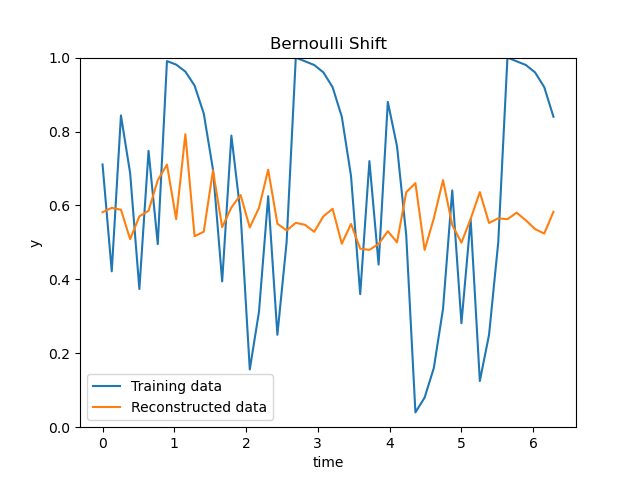 Bernoulli Shift
1.0
0.8
0.6
0.4
0.2
0.0
y
Training data
Reconstructed data
0 1 2 3 4 5 6
time